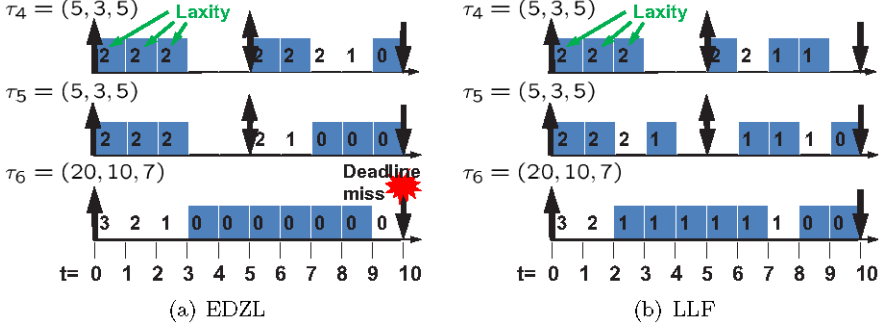 τ4 = (5, 3, 5) Laxity
2 2 2 2 2 2 1 0
τ5 = (5, 3, 5)
2 2 2 2 1 0 0 0
τ6 = (20, 10, 7) Deadline miss
3 2 1 0 0 0 0 0 0 0
t= 0 1 2 3 4 5 6 7 8 9 10
(a) EDZL
τ4 = (5, 3, 5) Laxity
2 2 2 2 2 1 1
τ5 = (5, 3, 5)
2 2 2 1 1 1 1 0
τ6 = (20, 10, 7)
3 2 1 1 1 1 1 1 0 0
t= 0 1 2 3 4 5 6 7 8 9 10
(b) LLF